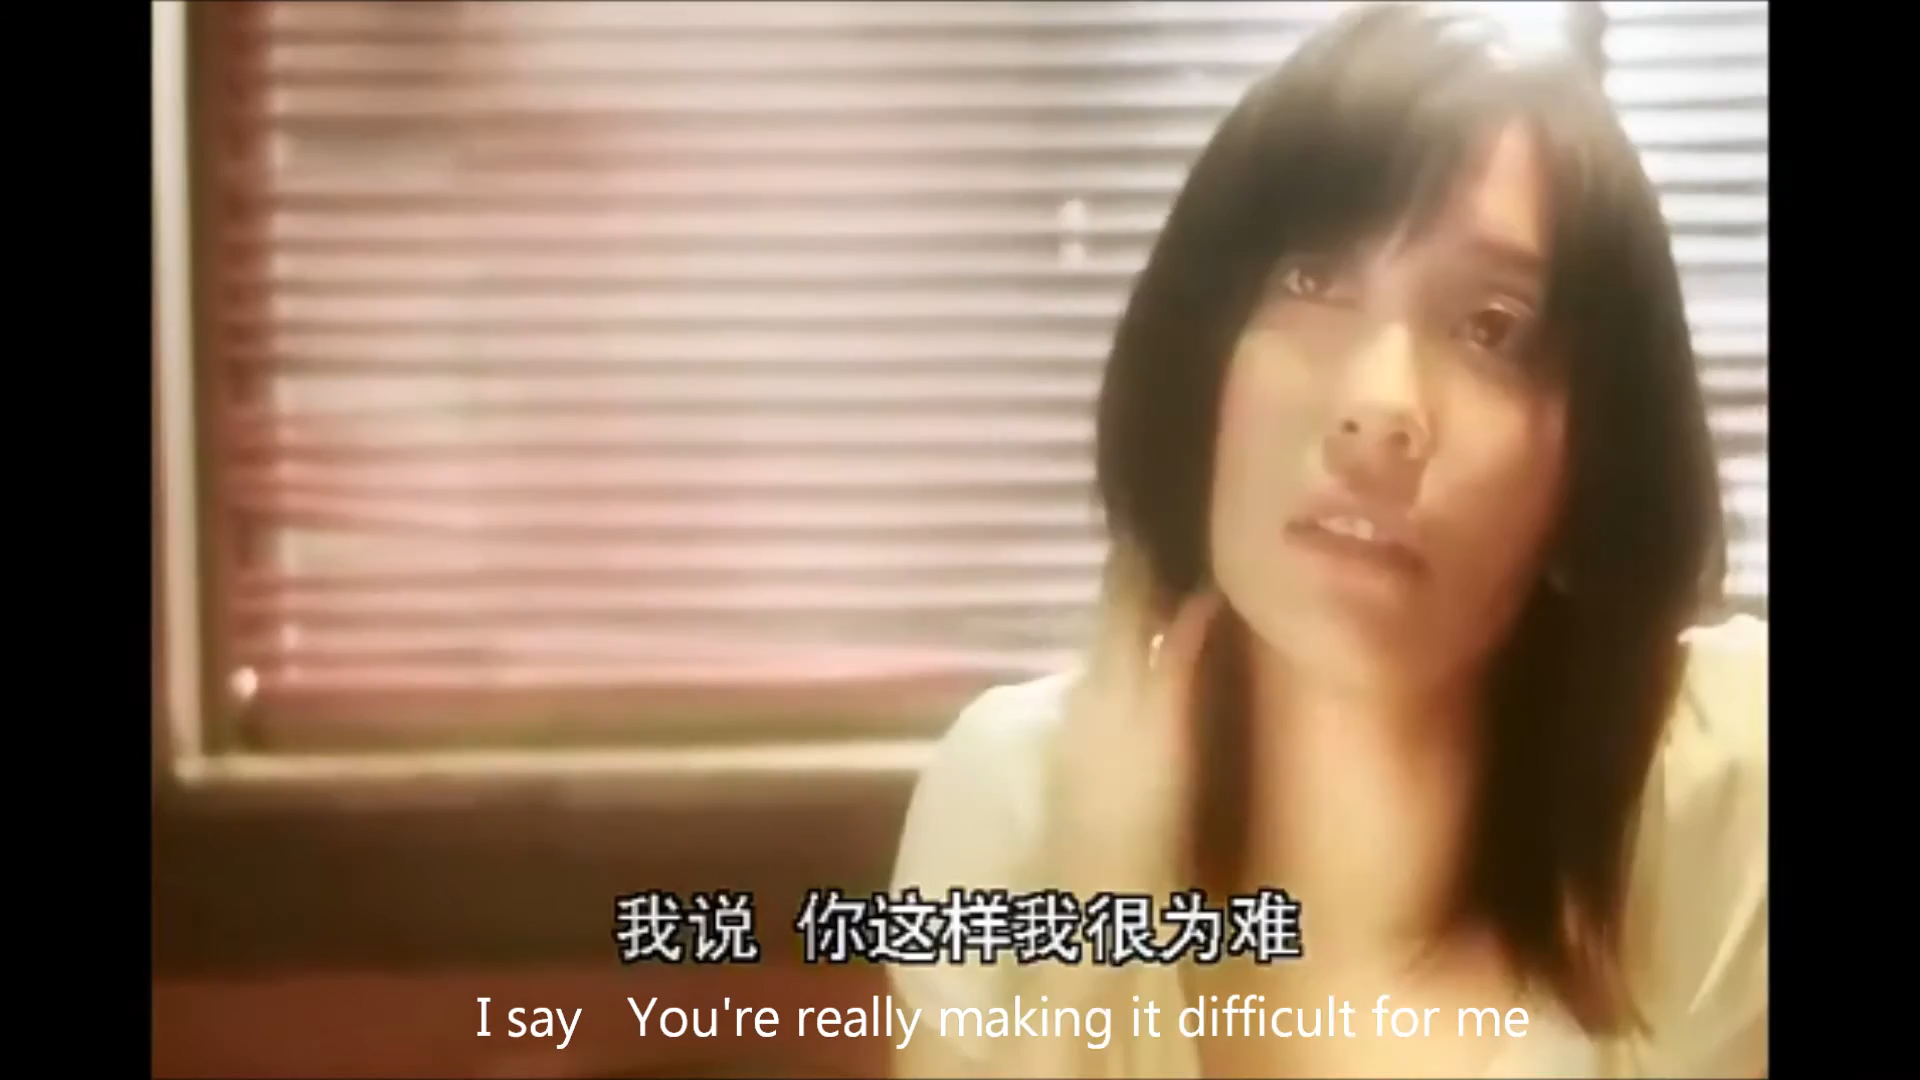 我说 你这样我很为难
I say You're really making it difficult for me